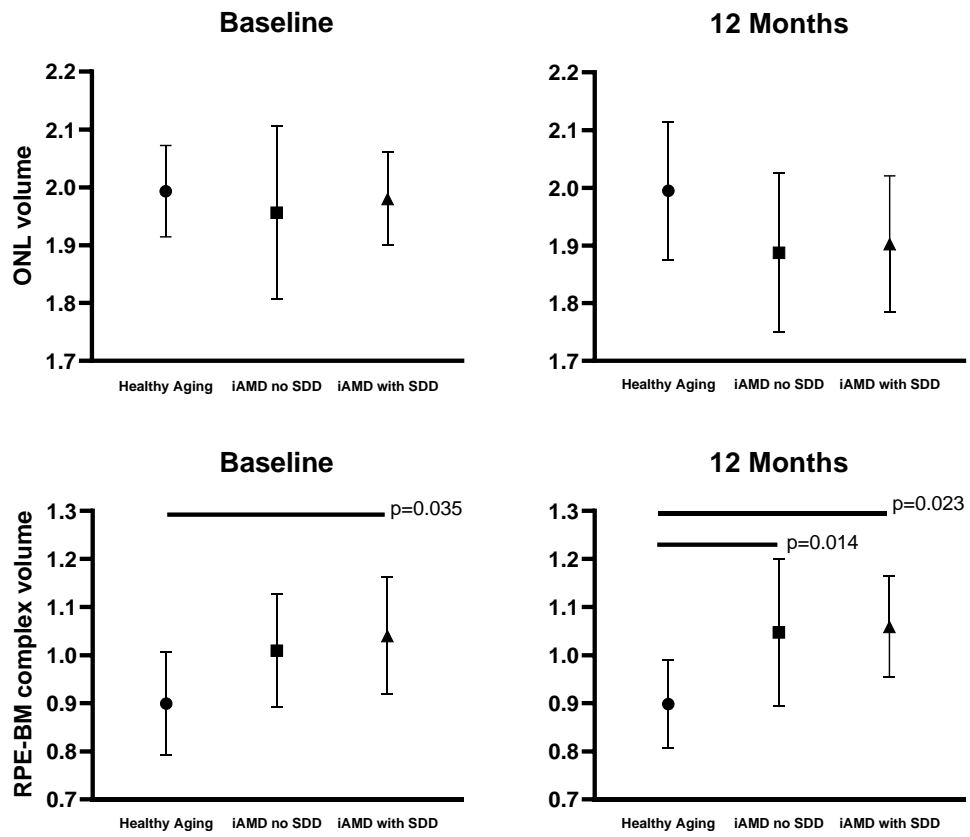 Baseline
ONL volume
2.2
2.1
2.0
1.9
1.8
1.7
Healthy Aging iAMD no SDD iAMD with SDD
12 Months
2.2
2.1
2.0
1.9
1.8
1.7
Healthy Aging iAMD no SDD iAMD with SDD
Baseline
RPE-BM complex volume
1.3
1.2
1.1
1.0
0.9
0.8
0.7
p=0.035
Healthy Aging iAMD no SDD iAMD with SDD
12 Months
1.3
1.2
1.1
1.0
0.9
0.8
0.7
p=0.023
p=0.014
Healthy Aging iAMD no SDD iAMD with SDD